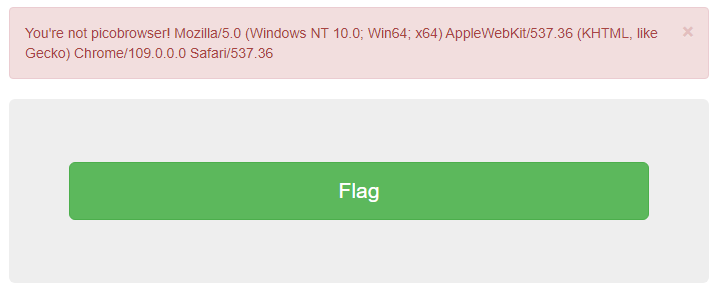 You're not picobrowser! Mozilla/5.0 (Windows NT 10.0; Win64; x64) AppleWebKit/537.36 (KHTML, like
Gecko) Chrome/109.0.0.0 Safari/537.36
×
Flag